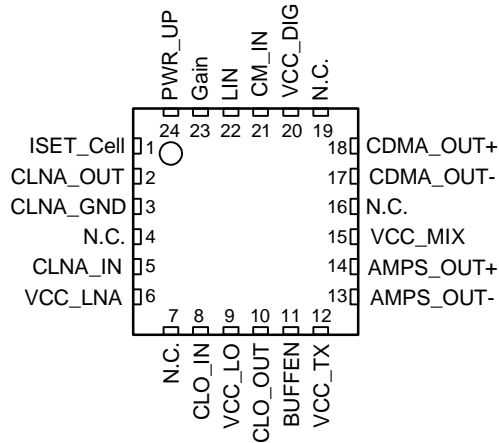 PWR_UP
Gain
LIN
CM_IN
VCC_DIG
N.C.
24 23 22 21 20 19
ISET_Cell 1 18 CDMA_OUT+
CLNA_OUT 2 17 CDMA_OUT-
CLNA_GND 3 16 N.C.
N.C. 4 15 VCC_MIX
CLNA_IN 5 14 AMPS_OUT+
VCC_LNA 6 13 AMPS_OUT-
7 8 9 10 11 12
N.C.
CLO_IN
VCC_LO
CLO_OUT
BUFFEN
VCC_TX